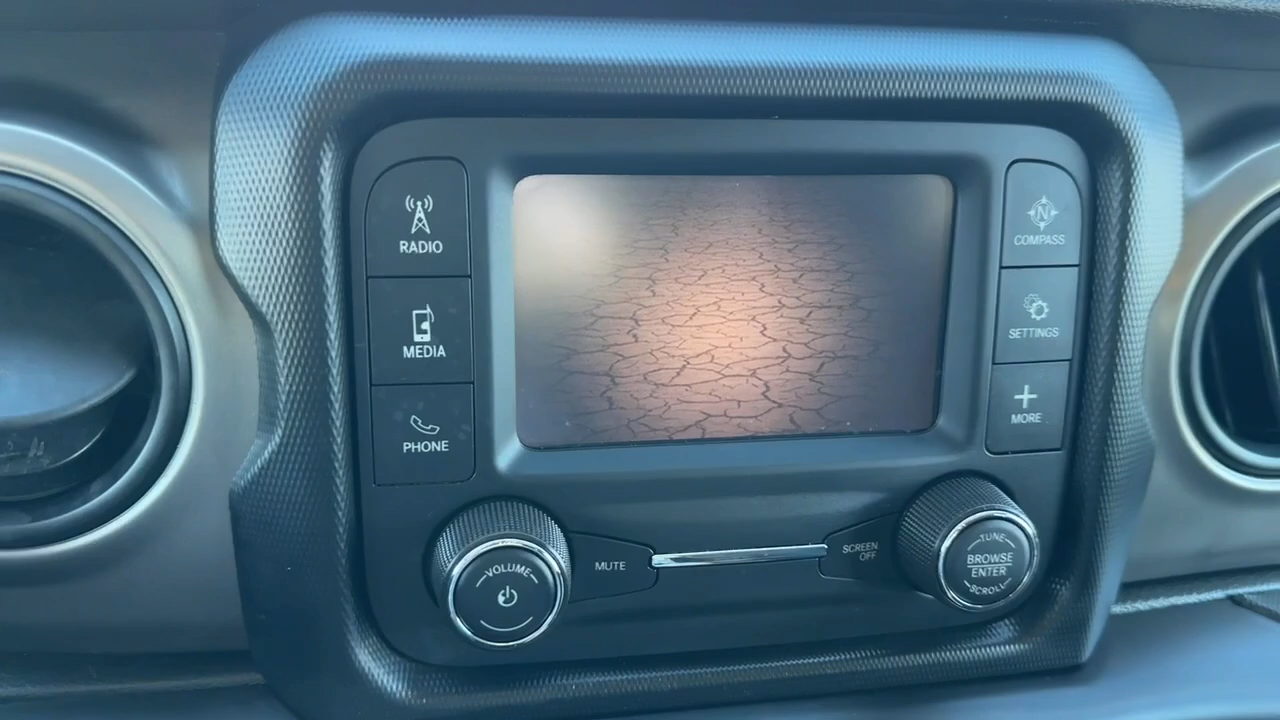 RADIO
MEDIA
PHONE
N
COMPASS
SETTINGS
MORE
VOLUME
MUTE
SCREEN
OFF
TUNE
BROWSE
ENTER
SCROLL